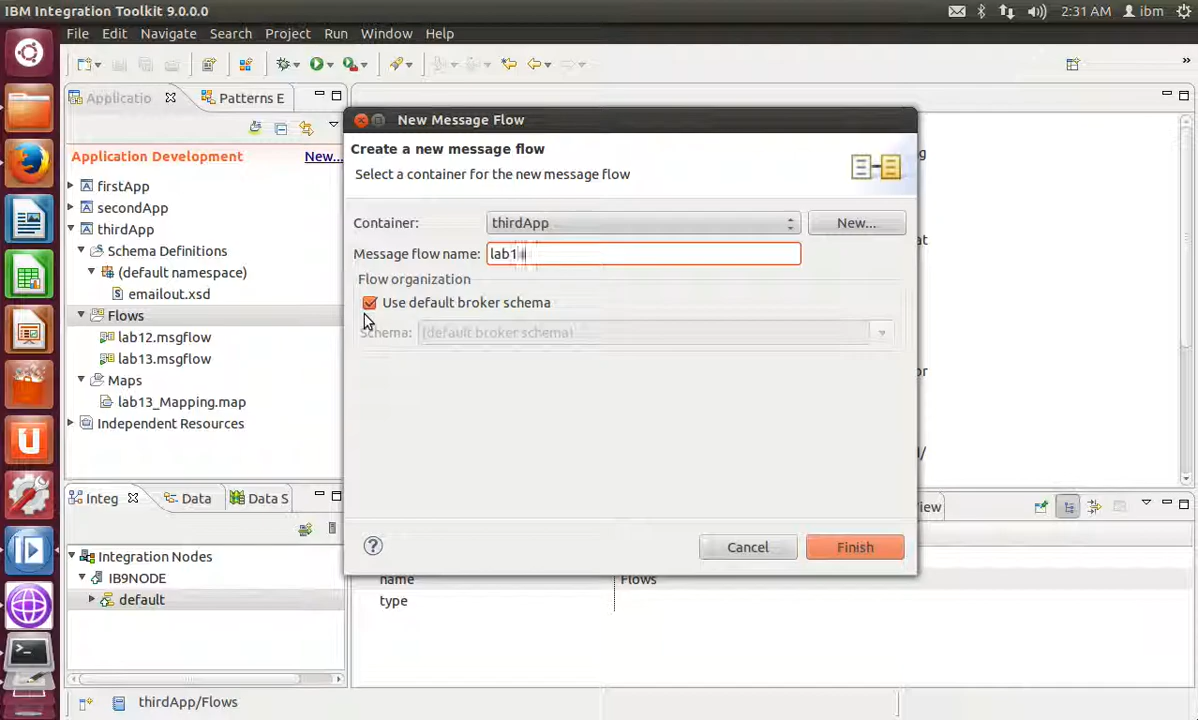 IBM Integration Toolkit 9.0.0.0
2:31 AM
ibm
File Edit Navigate Search Project Run Window Help
Applicatio
Patterns E
Application Development
New...
firstApp
secondApp
thirdApp
Schema Definitions
(default namespace)
emailout.xsd
Flows
lab12.msgflow
lab13.msgflow
Maps
lab13_Mapping.map
Independent Resources
New Message Flow
Create a new message flow
Select a container for the new message flow
Container:
thirdApp
New...
Message flow name:
lab1
Flow organization
Use default broker schema
Schema:
(default broker schema)
Cancel
Finish
Integ
Data
Data S
Integration Nodes
IB9NODE
default
iew
name
Flows
type
thirdApp/Flows